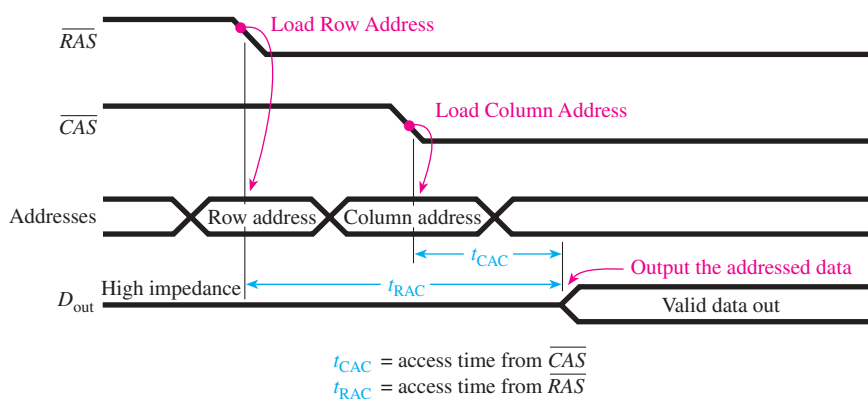 Load Row Address
RAS
CAS
Load Column Address
Addresses
Row address
Column address
tCAC
Output the addressed data
High impedance
tRAC
Dout
Valid data out
tCAC = access time from CAS
tRAC = access time from RAS